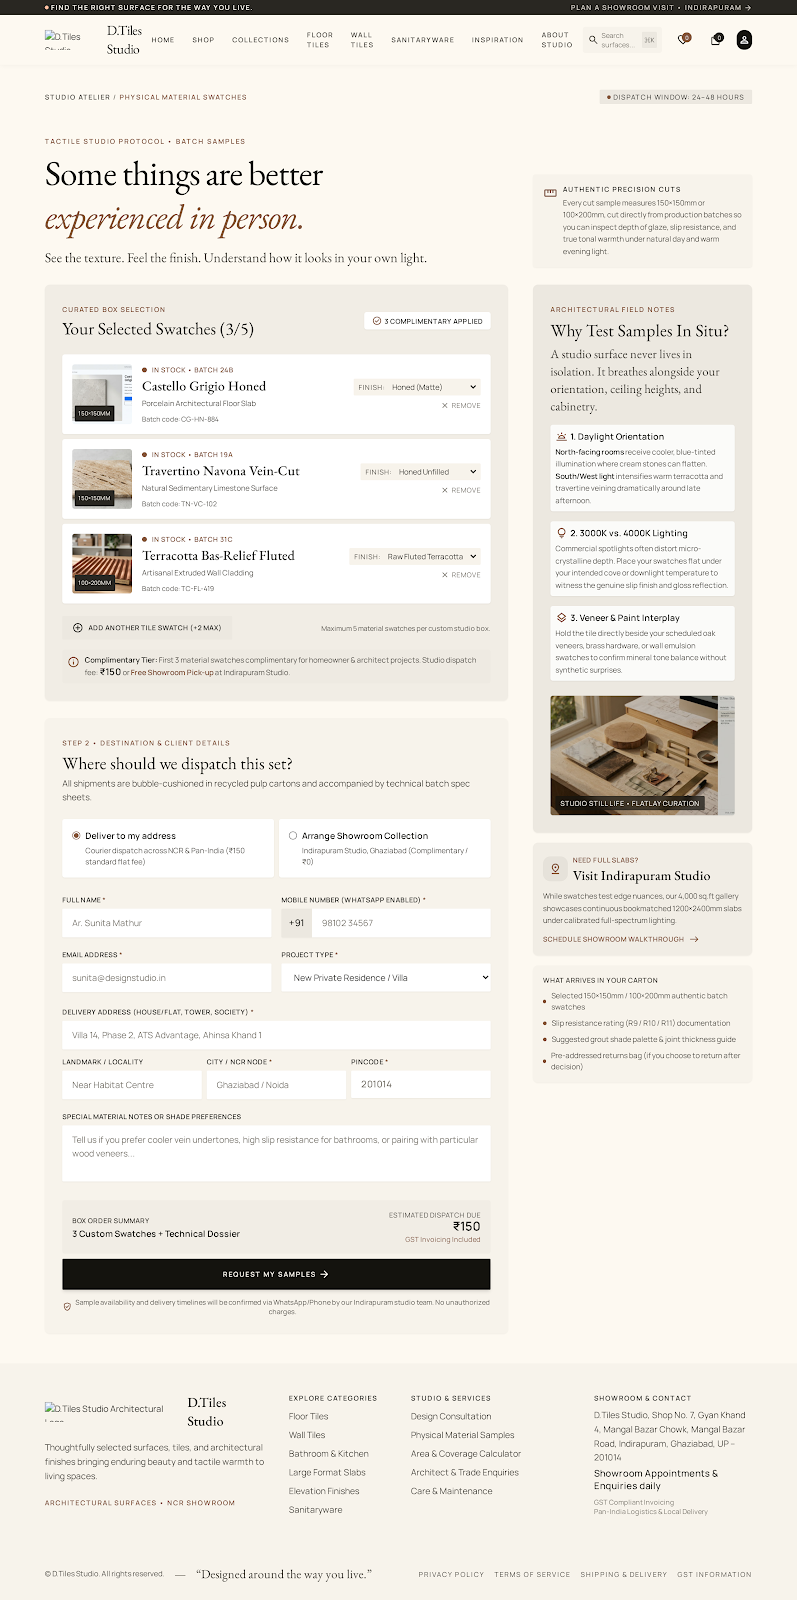 FIND THE RIGHT SURFACE FOR THE WAY YOU LIVE.
PLAN A SHOWROOM VISIT • INDIRAPURAM →
D.Tiles
Studio
D.Tiles
Studio
HOME
SHOP
COLLECTIONS
FLOOR
TILES
WALL
TILES
SANITARYWARE
INSPIRATION
ABOUT
STUDIO
Search
surfaces...
⌘K
0
0
STUDIO ATELIER / PHYSICAL MATERIAL SWATCHES
DISPATCH WINDOW: 24–48 HOURS
TACTILE STUDIO PROTOCOL • BATCH SAMPLES
Some things are better
experienced in person.
See the texture. Feel the finish. Understand how it looks in your own light.
AUTHENTIC PRECISION CUTS
Every cut sample measures 150×150mm or
100×200mm, cut directly from production batches so
you can inspect depth of glaze, slip resistance, and
true tonal warmth under natural day and warm
evening light.
CURATED BOX SELECTION
Your Selected Swatches (3/5)
3 COMPLIMENTARY APPLIED
150×150MM
IN STOCK • BATCH 24B
Castello Grigio Honed
Porcelain Architectural Floor Slab
Batch code: CG-HN-884
FINISH: Honed (Matte)
× REMOVE
150×150MM
IN STOCK • BATCH 19A
Travertino Navona Vein-Cut
Natural Sedimentary Limestone Surface
Batch code: TN-VC-102
FINISH: Honed Unfilled
× REMOVE
100×200MM
IN STOCK • BATCH 31C
Terracotta Bas-Relief Fluted
Artisanal Extruded Wall Cladding
Batch code: TC-FL-419
FINISH: Raw Fluted Terracotta
× REMOVE
ADD ANOTHER TILE SWATCH (+2 MAX)
Maximum 5 material swatches per custom studio box.
Complimentary Tier: First 3 material swatches complimentary for homeowner & architect projects. Studio dispatch
fee: ₹150 or Free Showroom Pick-up at Indirapuram Studio.
ARCHITECTURAL FIELD NOTES
Why Test Samples In Situ?
A studio surface never lives in
isolation. It breathes alongside your
orientation, ceiling heights, and
cabinetry.
1. Daylight Orientation
North-facing rooms receive cooler, blue-tinted
illumination where cream stones can flatten.
South/West light intensifies warm terracotta and
travertine veining dramatically around late
afternoon.
2. 3000K vs. 4000K Lighting
Commercial spotlights often distort micro-
crystalline depth. Place your swatches flat under
your intended cove or downlight temperature to
witness the genuine slip finish and gloss reflection.
3. Veneer & Paint Interplay
Hold the tile directly beside your scheduled oak
veneers, brass hardware, or wall emulsion
swatches to confirm mineral tone balance without
synthetic surprises.
STUDIO STILL LIFE • FLATLAY CURATION
NEED FULL SLABS?
Visit Indirapuram Studio
While swatches test edge nuances, our 4,000 sq.ft gallery
showcases continuous bookmatched 1200×2400mm slabs
under calibrated full-spectrum lighting.
SCHEDULE SHOWROOM WALKTHROUGH →
WHAT ARRIVES IN YOUR CARTON
Selected 150×150mm / 100×200mm authentic batch
swatches
Slip resistance rating (R9 / R10 / R11) documentation
Suggested grout shade palette & joint thickness guide
Pre-addressed returns bag (if you choose to return after
decision)
STEP 2 • DESTINATION & CLIENT DETAILS
Where should we dispatch this set?
All shipments are bubble-cushioned in recycled pulp cartons and accompanied by technical batch spec
sheets.
Deliver to my address
Courier dispatch across NCR & Pan-India (₹150
standard flat fee)
Arrange Showroom Collection
Indirapuram Studio, Ghaziabad (Complimentary /
₹0)
FULL NAME *
Ar. Sunita Mathur
MOBILE NUMBER (WHATSAPP ENABLED) *
+91
98102 34567
EMAIL ADDRESS *
sunita@designstudio.in
PROJECT TYPE *
New Private Residence / Villa
DELIVERY ADDRESS (HOUSE/FLAT, TOWER, SOCIETY) *
Villa 14, Phase 2, ATS Advantage, Ahinsa Khand 1
LANDMARK / LOCALITY
Near Habitat Centre
CITY / NCR NODE *
Ghaziabad / Noida
PINCODE *
201014
SPECIAL MATERIAL NOTES OR SHADE PREFERENCES
Tell us if you prefer cooler vein undertones, high slip resistance for bathrooms, or pairing with particular
wood veneers...
BOX ORDER SUMMARY
3 Custom Swatches + Technical Dossier
ESTIMATED DISPATCH DUE
₹150
GST Invoicing Included
REQUEST MY SAMPLES →
Sample availability and delivery timelines will be confirmed via WhatsApp/Phone by our Indirapuram studio team. No unauthorized
charges.
D.Tiles Studio Architectural
D.Tiles
Studio
Thoughtfully selected surfaces, tiles, and architectural
finishes bringing enduring beauty and tactile warmth to
living spaces.
ARCHITECTURAL SURFACES • NCR SHOWROOM
EXPLORE CATEGORIES
Floor Tiles
Wall Tiles
Bathroom & Kitchen
Large Format Slabs
Elevation Finishes
Sanitaryware
STUDIO & SERVICES
Design Consultation
Physical Material Samples
Area & Coverage Calculator
Architect & Trade Enquiries
Care & Maintenance
SHOWROOM & CONTACT
D.Tiles Studio, Shop No. 7, Gyan Khand
4, Mangal Bazar Chowk, Mangal Bazar
Road, Indirapuram, Ghaziabad, UP –
201014
Showroom Appointments &
Enquiries daily
GST Compliant Invoicing
Pan-India Logistics & Local Delivery
© D.Tiles Studio. All rights reserved.
— “Designed around the way you live.”
PRIVACY POLICY
TERMS OF SERVICE
SHIPPING & DELIVERY
GST INFORMATION